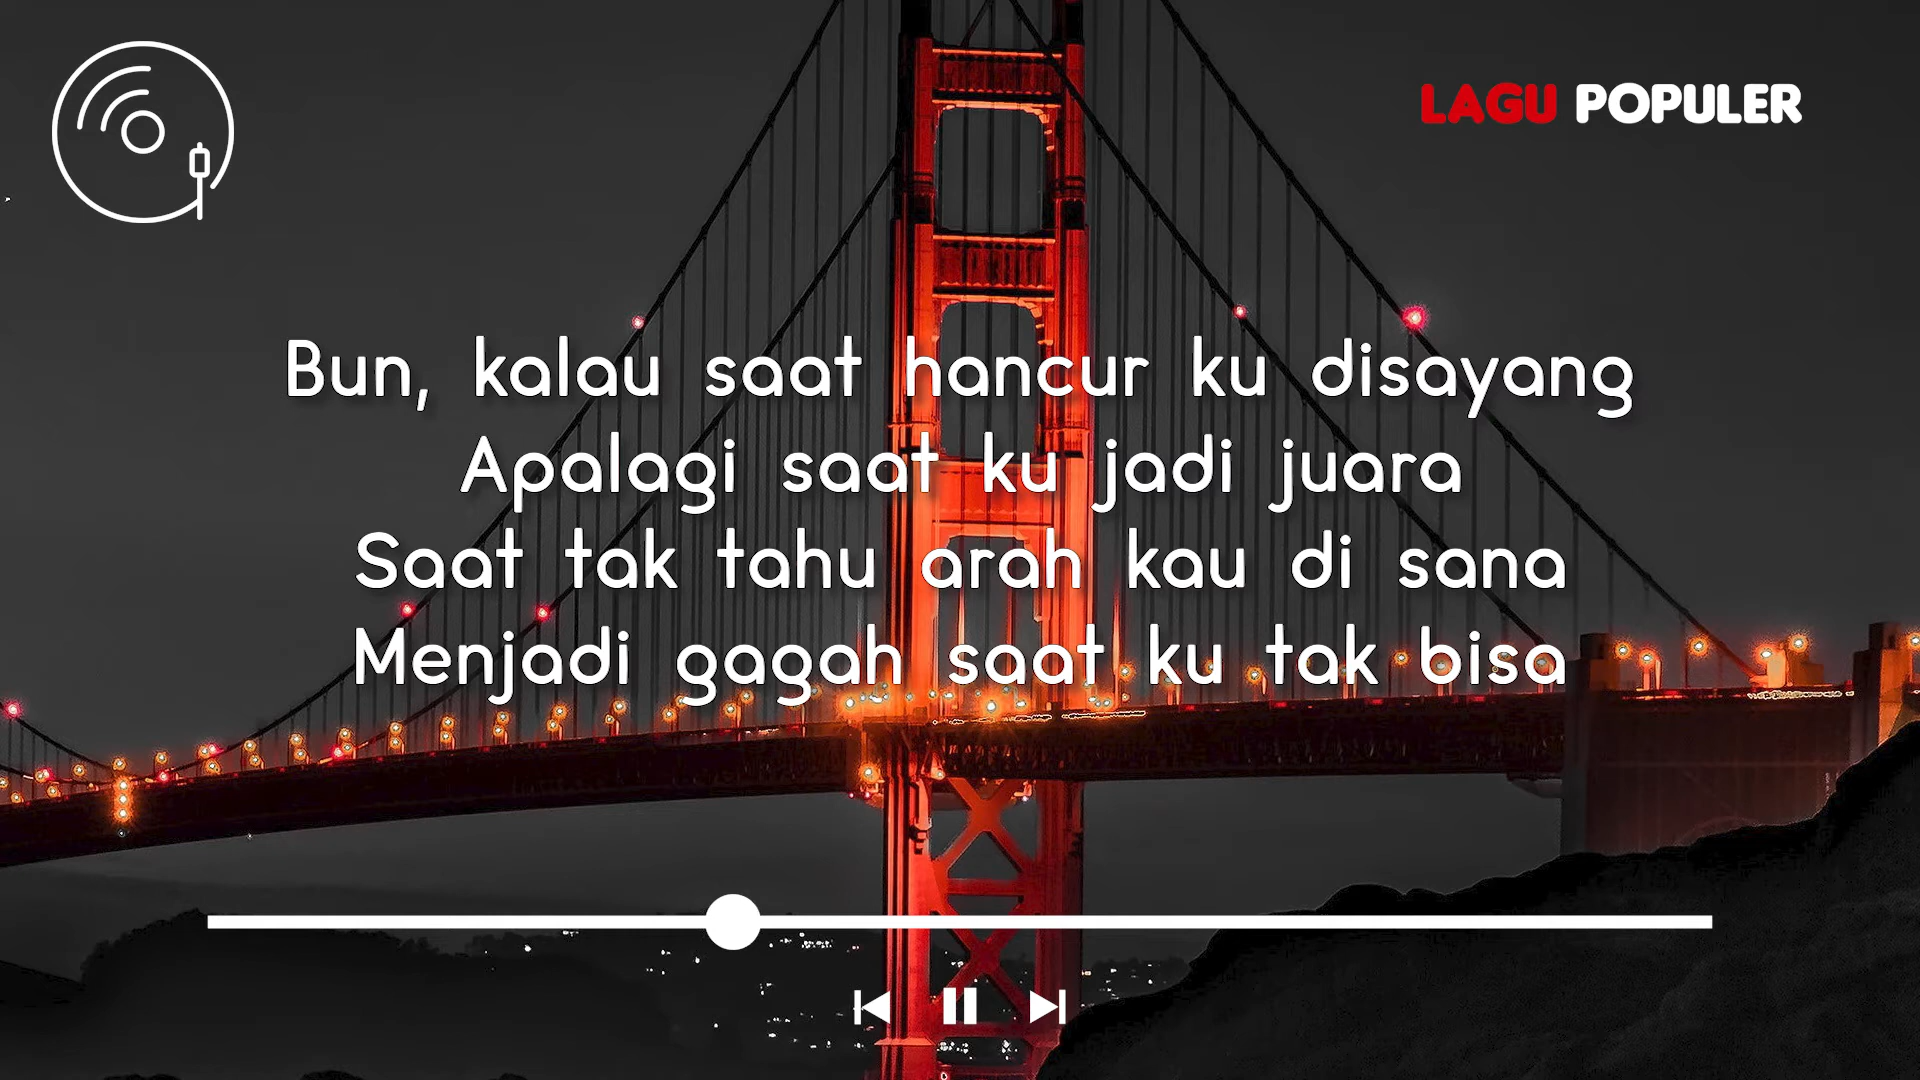 LAGU POPULER
Bun, kalau saat hancur ku disayang
Apalagi saat ku jadi juara
Saat tak tahu arah kau di sana
Menjadi gagah saat ku tak bisa